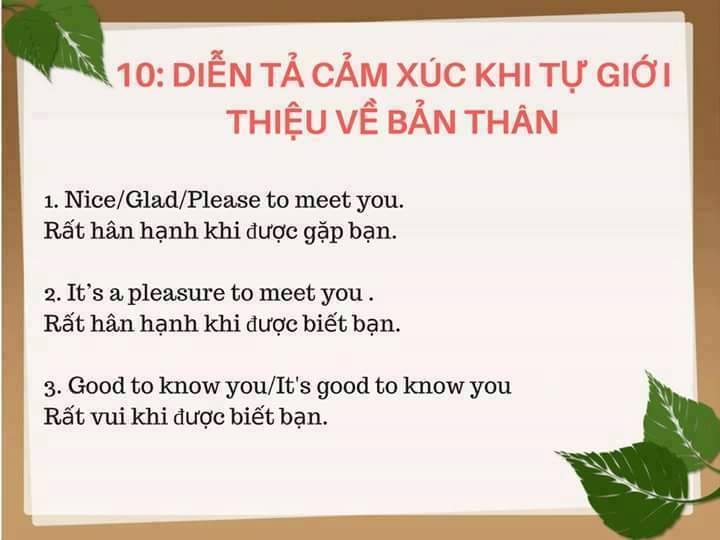 10: DIỄN TẢ CẢM XÚC KHI TỰ GIỚI
THIỆU VỀ BẢN THÂN
1. Nice/Glad/Please to meet you.
Rất hân hạnh khi được gặp bạn.
2. It's a pleasure to meet you .
Rất hân hạnh khi được biết bạn.
3. Good to know you/It's good to know you
Rất vui khi được biết bạn.